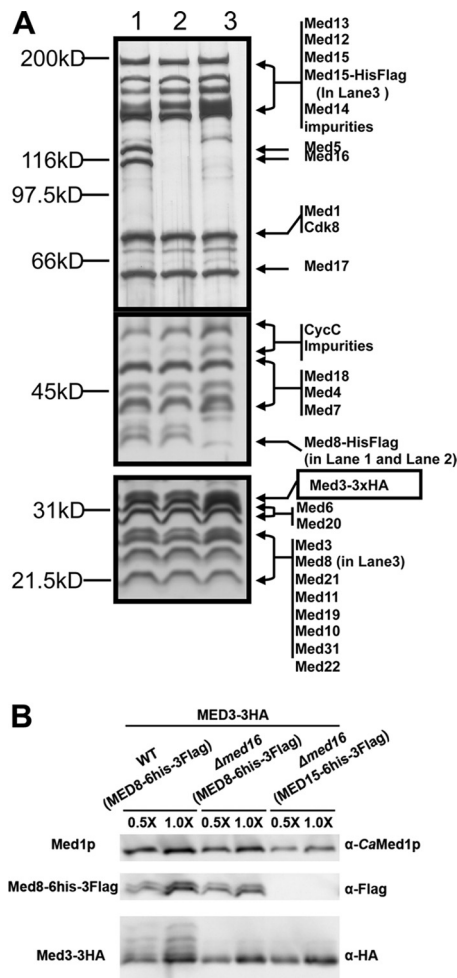 A
1 2 3
200kD
116kD
97.5kD
66kD
45kD
31kD
21.5kD
Med13
Med12
Med15
Med15-HisFlag
(In Lane3 )
Med14
impurities
Med5
Med16
Med1
Cdk8
Med17
CycC
Impurities
Med18
Med4
Med7
Med8-HisFlag
(in Lane 1 and Lane 2)
Med3-3xHA
Med6
Med20
Med3
Med8 (in Lane3)
Med21
Med11
Med19
Med10
Med31
Med22
B
MED3-3HA
WT
(MED8-6his-3Flag)
Δmed16
(MED8-6his-3Flag)
Δmed16
(MED15-6his-3Flag)
0.5X 1.0X 0.5X 1.0X 0.5X 1.0X
Med1p α-CaMed1p
Med8-6his-3Flag α-Flag
Med3-3HA α-HA